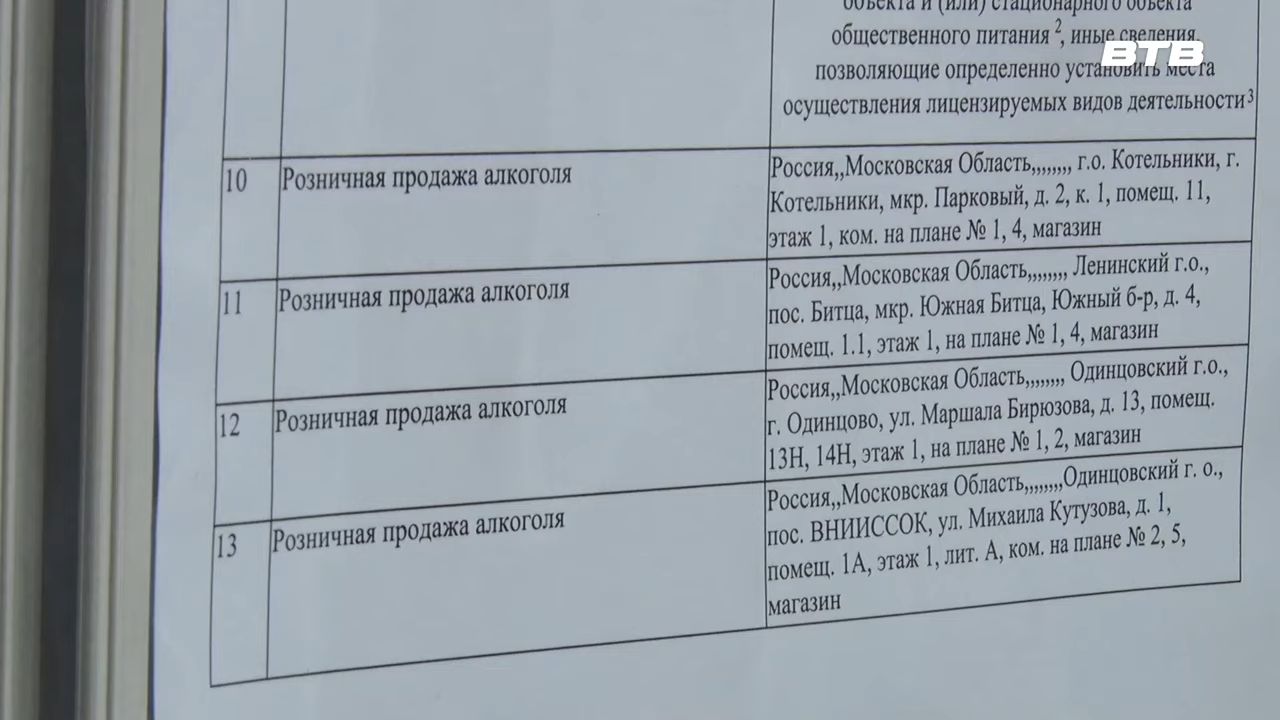 объекта и (или) стационарного объекта
общественного питания ², иные сведения,
ВТВ
позволяющие определенно установить места
осуществления лицензируемых видов деятельности³
10 Розничная продажа алкоголя
Россия,,Московская Область,,,,,,,, г.о. Котельники, г.
Котельники, мкр. Парковый, д. 2, к. 1, помещ. 11,
этаж 1, ком. на плане № 1, 4, магазин
11 Розничная продажа алкоголя
Россия,,Московская Область,,,,,,,, Ленинский г.о.,
пос. Битца, мкр. Южная Битца, Южный б-р, д. 4,
помещ. 1.1, этаж 1, на плане № 1, 4, магазин
12 Розничная продажа алкоголя
Россия,,Московская Область,,,,,,,, Одинцовский г.о.,
г. Одинцово, ул. Маршала Бирюзова, д. 13, помещ.
13Н, 14Н, этаж 1, на плане № 1, 2, магазин
13 Розничная продажа алкоголя
Россия,,Московская Область,,,,,,,,Одинцовский г. о.,
пос. ВНИИССОК, ул. Михаила Кутузова, д. 1,
помещ. 1А, этаж 1, лит. А, ком. на плане № 2, 5,
магазин